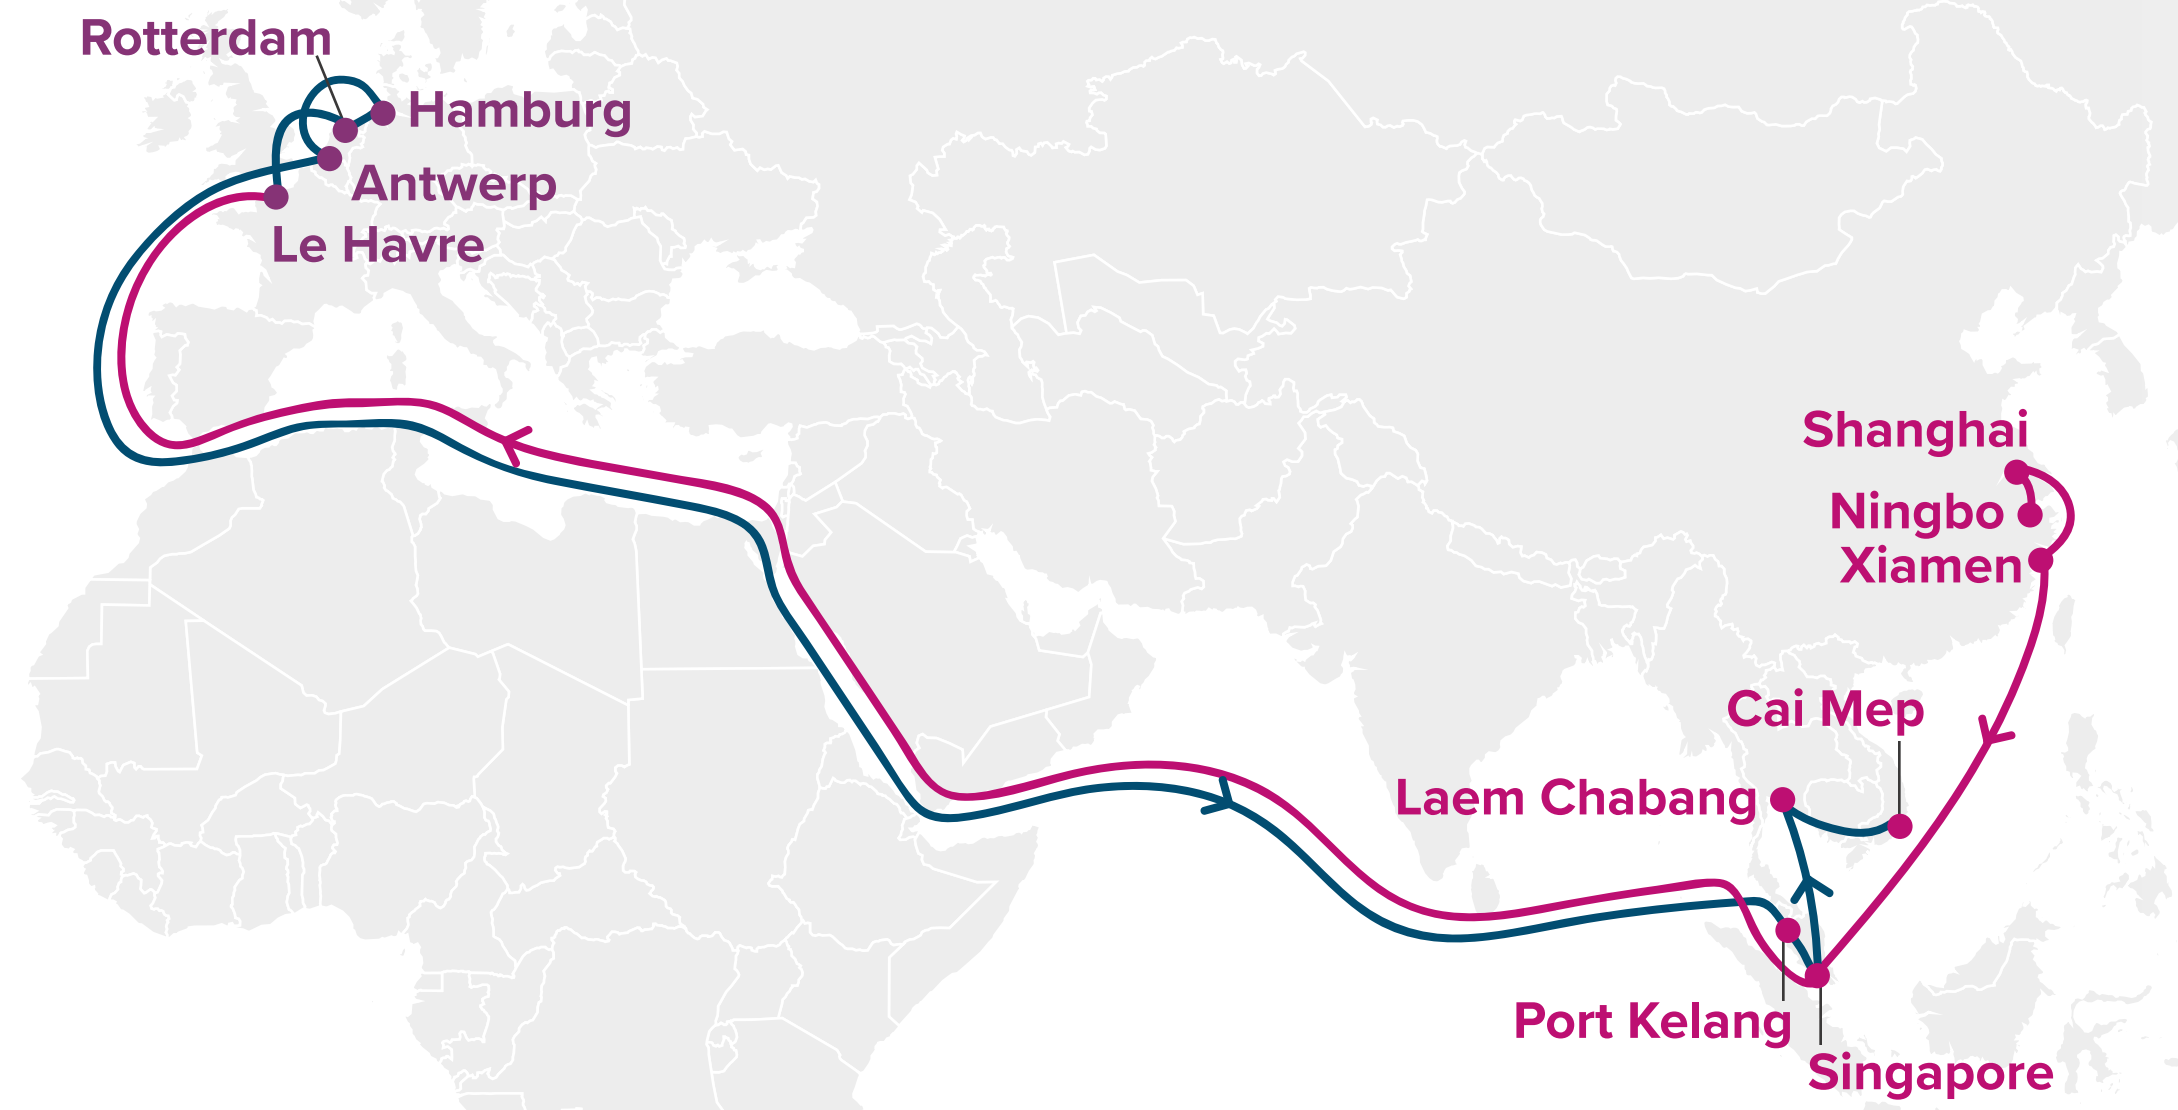 Rotterdam
Hamburg
Antwerp
Le Havre
Shanghai
Ningbo
Xiamen
Cai Mep
Laem Chabang
Port Kelang
Singapore